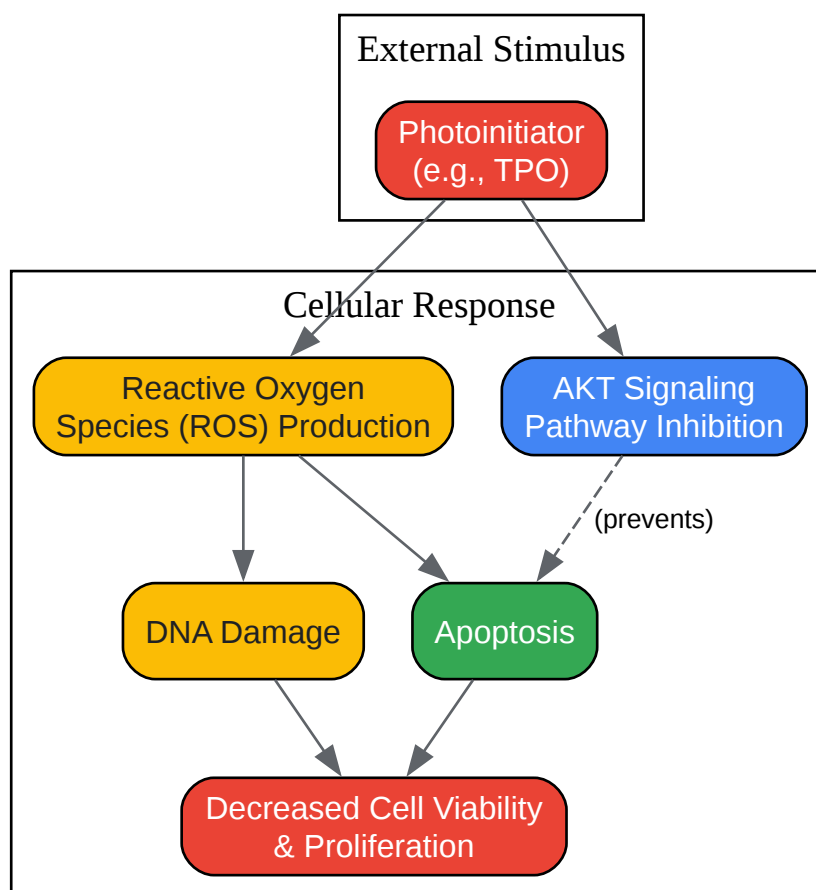 External Stimulus
Photoinitiator
(e.g., TPO)
Cellular Response
Reactive Oxygen
Species (ROS) Production
AKT Signaling
Pathway Inhibition
(prevents)
DNA Damage
Apoptosis
Decreased Cell Viability
& Proliferation